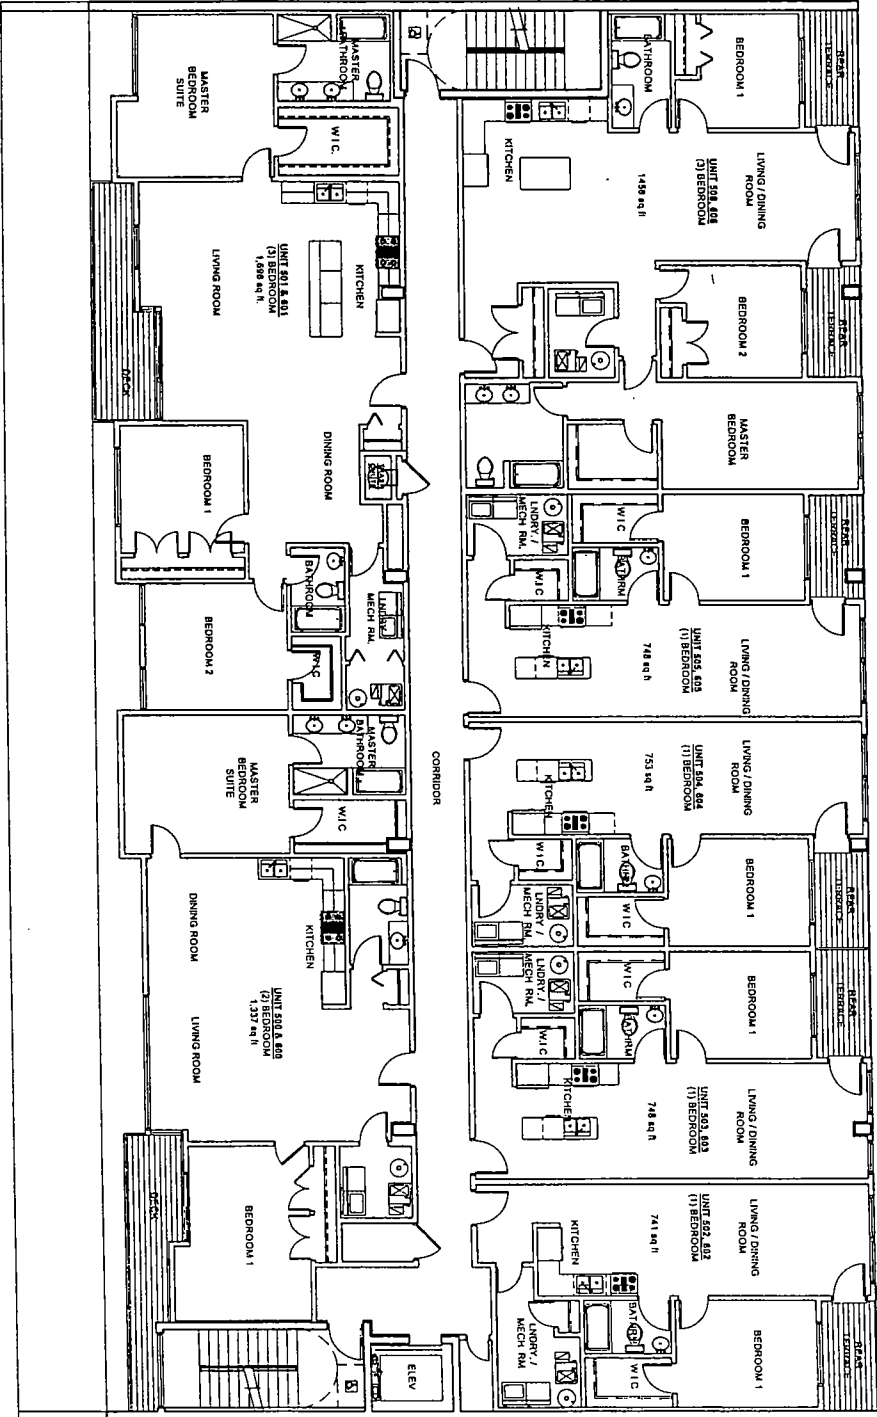 REAR
TERRACE
BEDROOM 1
BATHROOM
LIVING / DINING
ROOM
UNIT 506, 606
(3) BEDROOM
1458 sq ft
KITCHEN
REAR
TERRACE
BEDROOM 2
MASTER
BEDROOM
REAR
TERRACE
BEDROOM 1
WIC
LNDRY. /
MECH RM.
BATHRM
W.I.C
KITCHEN
LIVING / DINING
ROOM
UNIT 505, 605
(1) BEDROOM
748 sq ft
LIVING / DINING
ROOM
UNIT 504, 604
(1) BEDROOM
753 sq ft
KITCHEN
REAR
TERRACE
BEDROOM 1
BATHRM
WIC
WIC
LNDRY /
MECH RM
REAR
TERRACE
BEDROOM 1
WIC
LNDRY. /
MECH RM.
BATHRM
W.I.C
KITCHEN
LIVING / DINING
ROOM
UNIT 503, 603
(1) BEDROOM
748 sq ft
LIVING / DINING
ROOM
UNIT 502, 602
(1) BEDROOM
741 sq ft
KITCHEN
REAR
TERRACE
BEDROOM 1
BATHRM
WIC
LNDRY. /
MECH RM
CORRIDOR
ELEV
MASTER
BATHROOM
W I C.
MASTER
BEDROOM
SUITE
KITCHEN
UNIT 501 & 601
(3) BEDROOM
1,698 sq ft.
LIVING ROOM
DECK
DINING ROOM
BEDROOM 1
BATHROOM
LNDRY
MECH RM.
W.I.C
BEDROOM 2
MASTER
BATHROOM
W.I.C
MASTER
BEDROOM
SUITE
KITCHEN
DINING ROOM
UNIT 500 & 600
(2) BEDROOM
1,337 sq ft
LIVING ROOM
BEDROOM 1
DECK